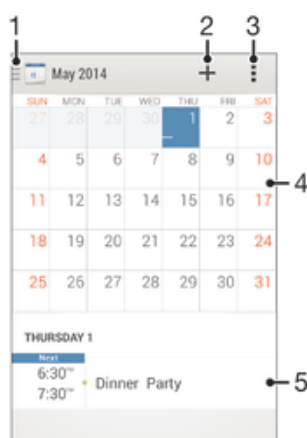 1 2 3
May 2014
SUN MON TUE WED THU FRI SAT
27 28 29 30 1 2 3
4 5 6 7 8 9 10
4
11 12 13 14 15 16 17
18 19 20 21 22 23 24
25 26 27 28 29 30 31
THURSDAY 1
Next
6:30PM
Dinner Party 5
7:30PM